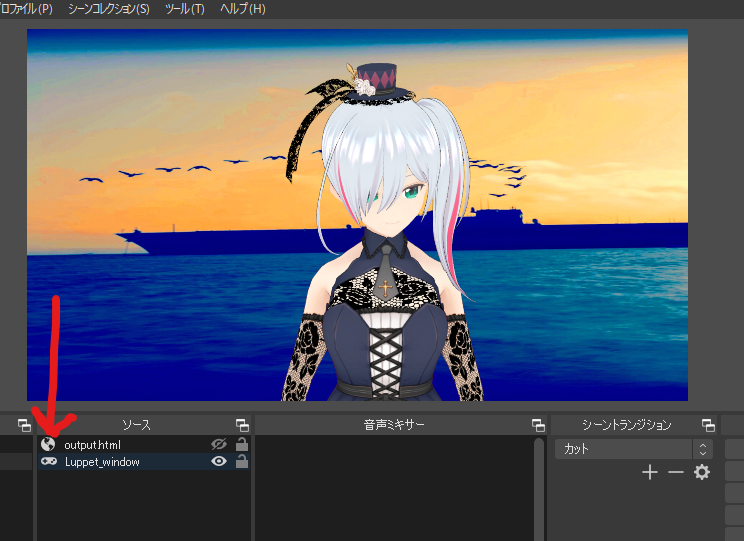 ロファイル(P) シーンコレクション(S) ツール(T) ヘルプ(H)
ソース 音声ミキサー シーントランジション
output.html カット
Luppet_window